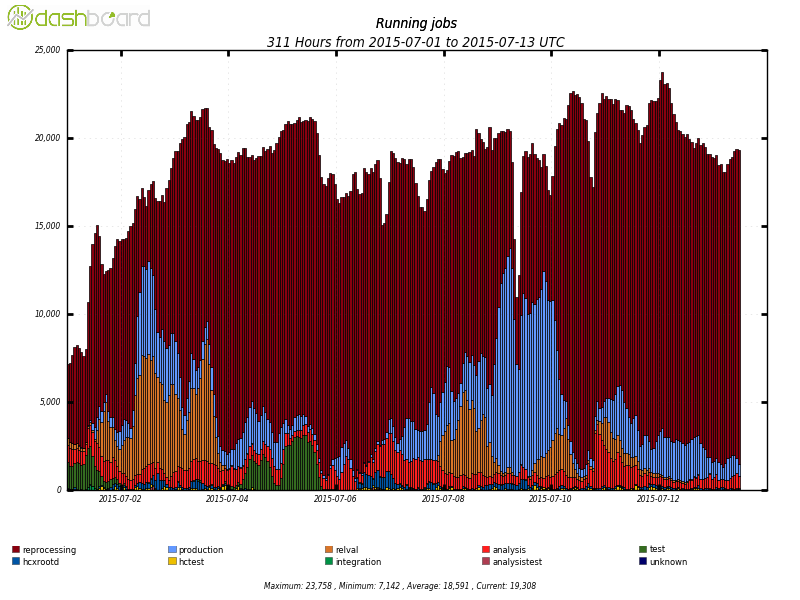 dashboard
Running jobs
311 Hours from 2015-07-01 to 2015-07-13 UTC
25,000
20,000
15,000
10,000
5,000
0
2015-07-02 2015-07-04 2015-07-06 2015-07-08 2015-07-10 2015-07-12
reprocessing production relval analysis test
hcxrootd hctest integration analysistest unknown
Maximum: 23,758 , Minimum: 7,142 , Average: 18,591 , Current: 19,308